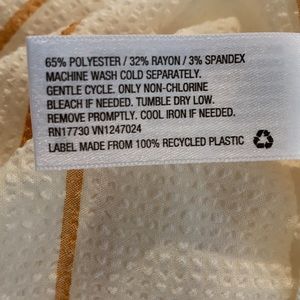 65% POLYESTER / 32% RAYON / 3% SPANDEX
MACHINE WASH COLD SEPARATELY.
GENTLE CYCLE. ONLY NON-CHLORINE
BLEACH IF NEEDED. TUMBLE DRY LOW.
REMOVE PROMPTLY. COOL IRON IF NEEDED.
RN17730 VN1247024
LABEL MADE FROM 100% RECYCLED PLASTIC